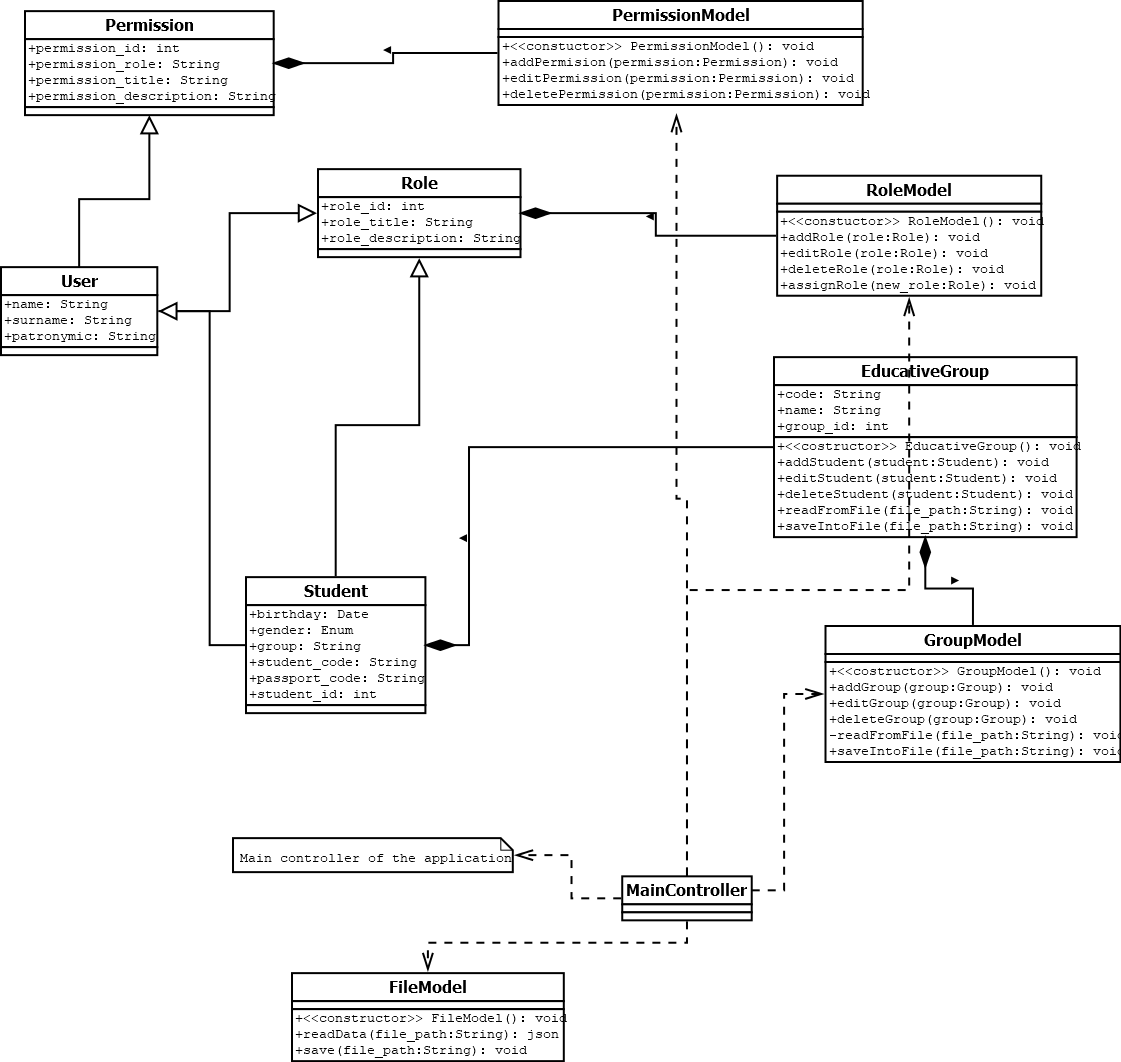 Permission
+permission_id: int
+permission_role: String
+permission_title: String
+permission_description: String
PermissionModel
+<<constuctor>> PermissionModel(): void
+addPermision(permission:Permission): void
+editPermission(permission:Permission): void
+deletePermission(permission:Permission): void
Role
+role_id: int
+role_title: String
+role_description: String
RoleModel
+<<constuctor>> RoleModel(): void
+addRole(role:Role): void
+editRole(role:Role): void
+deleteRole(role:Role): void
+assignRole(new_role:Role): void
User
+name: String
+surname: String
+patronymic: String
EducativeGroup
+code: String
+name: String
+group_id: int
+<<costructor>> EducativeGroup(): void
+addStudent(student:Student): void
+editStudent(student:Student): void
+deleteStudent(student:Student): void
+readFromFile(file_path:String): void
+saveIntoFile(file_path:String): void
Student
+birthday: Date
+gender: Enum
+group: String
+student_code: String
+passport_code: String
+student_id: int
GroupModel
+<<costructor>> GroupModel(): void
+addGroup(group:Group): void
+editGroup(group:Group): void
+deleteGroup(group:Group): void
-readFromFile(file_path:String): void
+saveIntoFile(file_path:String): void
Main controller of the application
MainController
FileModel
+<<constructor>> FileModel(): void
+readData(file_path:String): json
+save(file_path:String): void